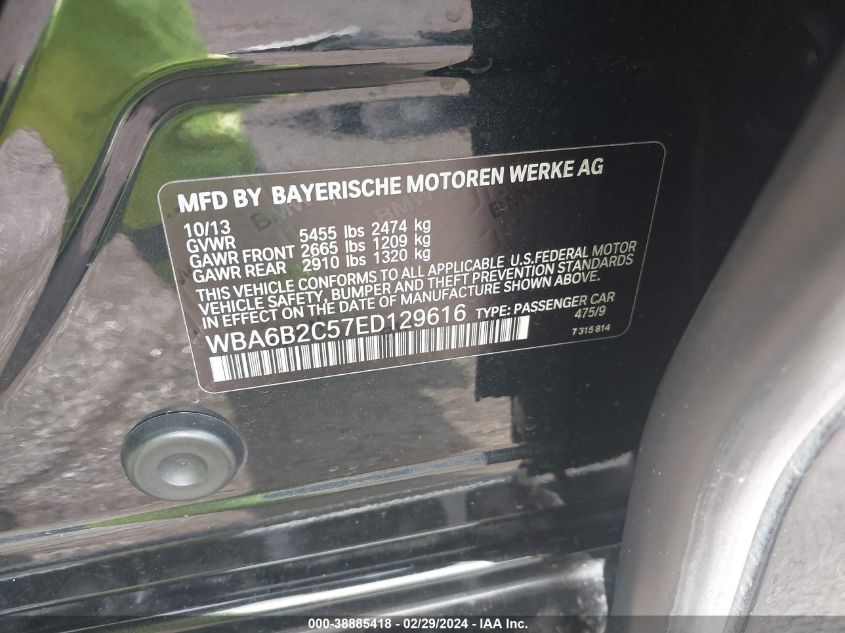 MFD BY BAYERISCHE MOTOREN WERKE AG
10/13
GVWR 5455 lbs 2474 kg
GAWR FRONT 2665 lbs 1209 kg
GAWR REAR 2910 lbs 1320 kg
THIS VEHICLE CONFORMS TO ALL APPLICABLE U.S.FEDERAL MOTOR
VEHICLE SAFETY, BUMPER AND THEFT PREVENTION STANDARDS
IN EFFECT ON THE DATE OF MANUFACTURE SHOWN ABOVE.
WBA6B2C57ED129616 TYPE: PASSENGER CAR
475/9
7 315 814
000-38885418 - 02/29/2024 - IAA Inc.